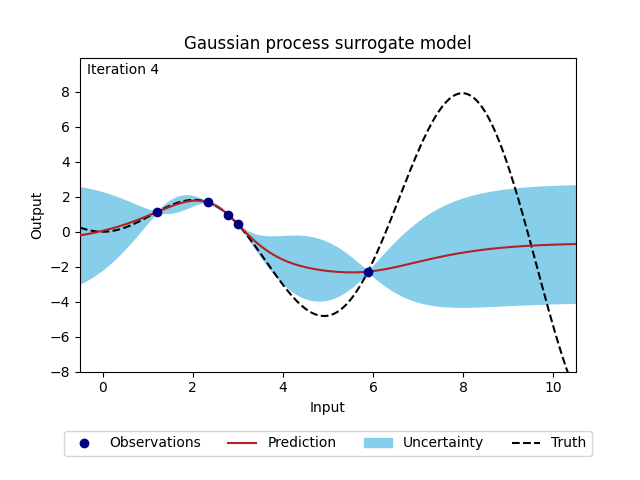 Gaussian process surrogate model
Iteration 4
8
6
4
2
0
−2
−4
−6
−8
Output
0 2 4 6 8 10
Input
Observations Prediction Uncertainty Truth